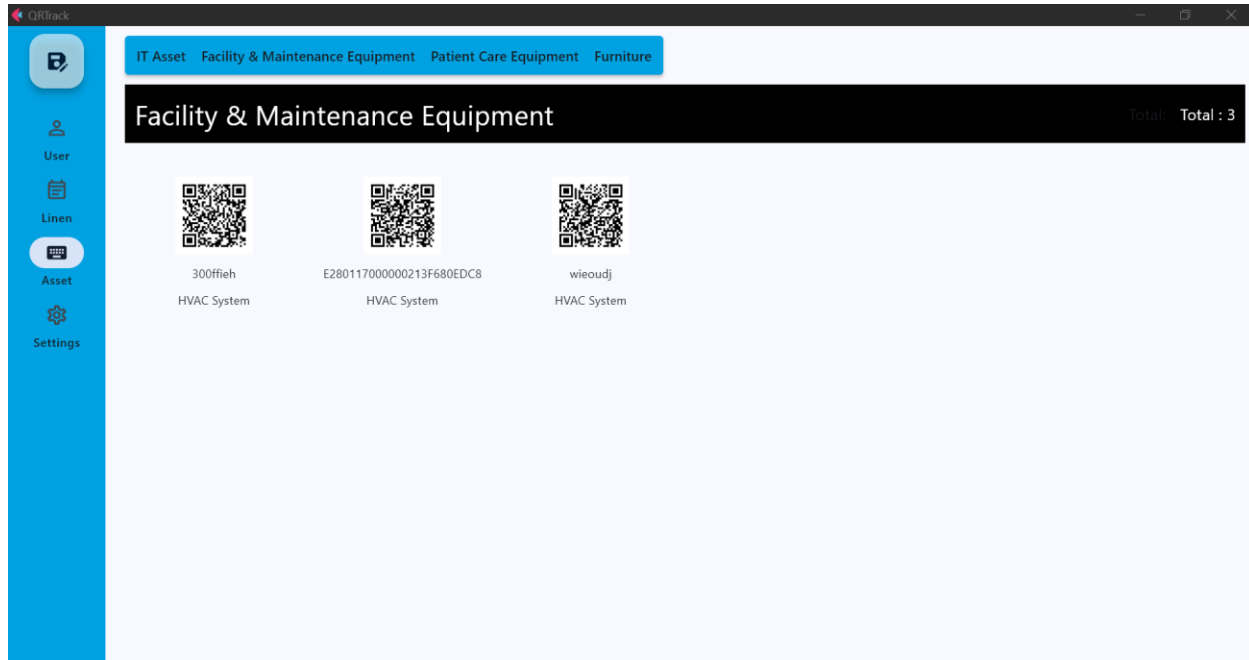 QRTrack
IT Asset Facility & Maintenance Equipment Patient Care Equipment Furniture
Facility & Maintenance Equipment
Total: Total : 3
User
Linen
Asset
Settings
300ffieh
HVAC System
E280117000000213F680EDC8
HVAC System
wieoudj
HVAC System